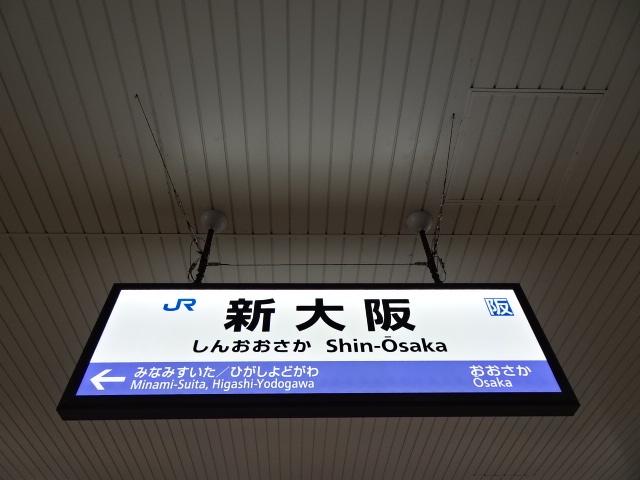 JR 新大阪 阪
しんおおさか Shin-Ōsaka
← みなみすいた／ひがしよどがわ おおさか
Minami-Suita, Higashi-Yodogawa Ōsaka